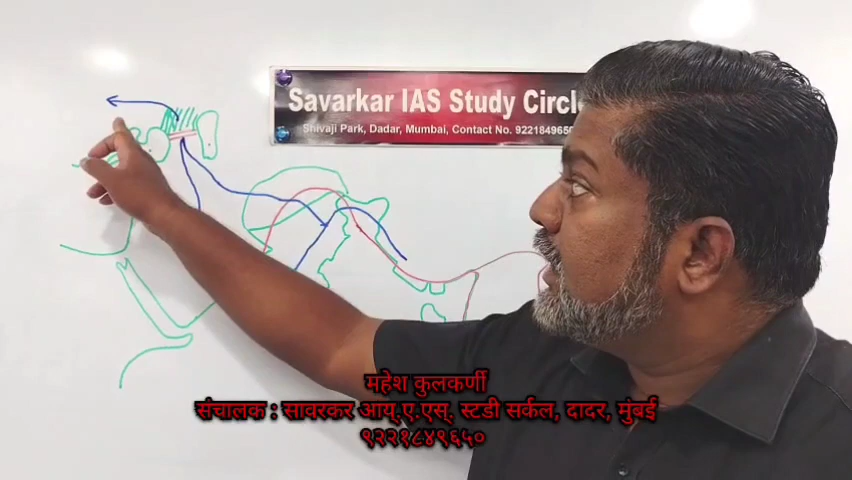 Savarkar IAS Study Circle
Shivaji Park, Dadar, Mumbai, Contact No. 922184965
महेश कुलकर्णी
संचालक : सावरकर आय्.ए.एस्. स्टडी सर्कल, दादर, मुंबई
९२२१८४९६५०